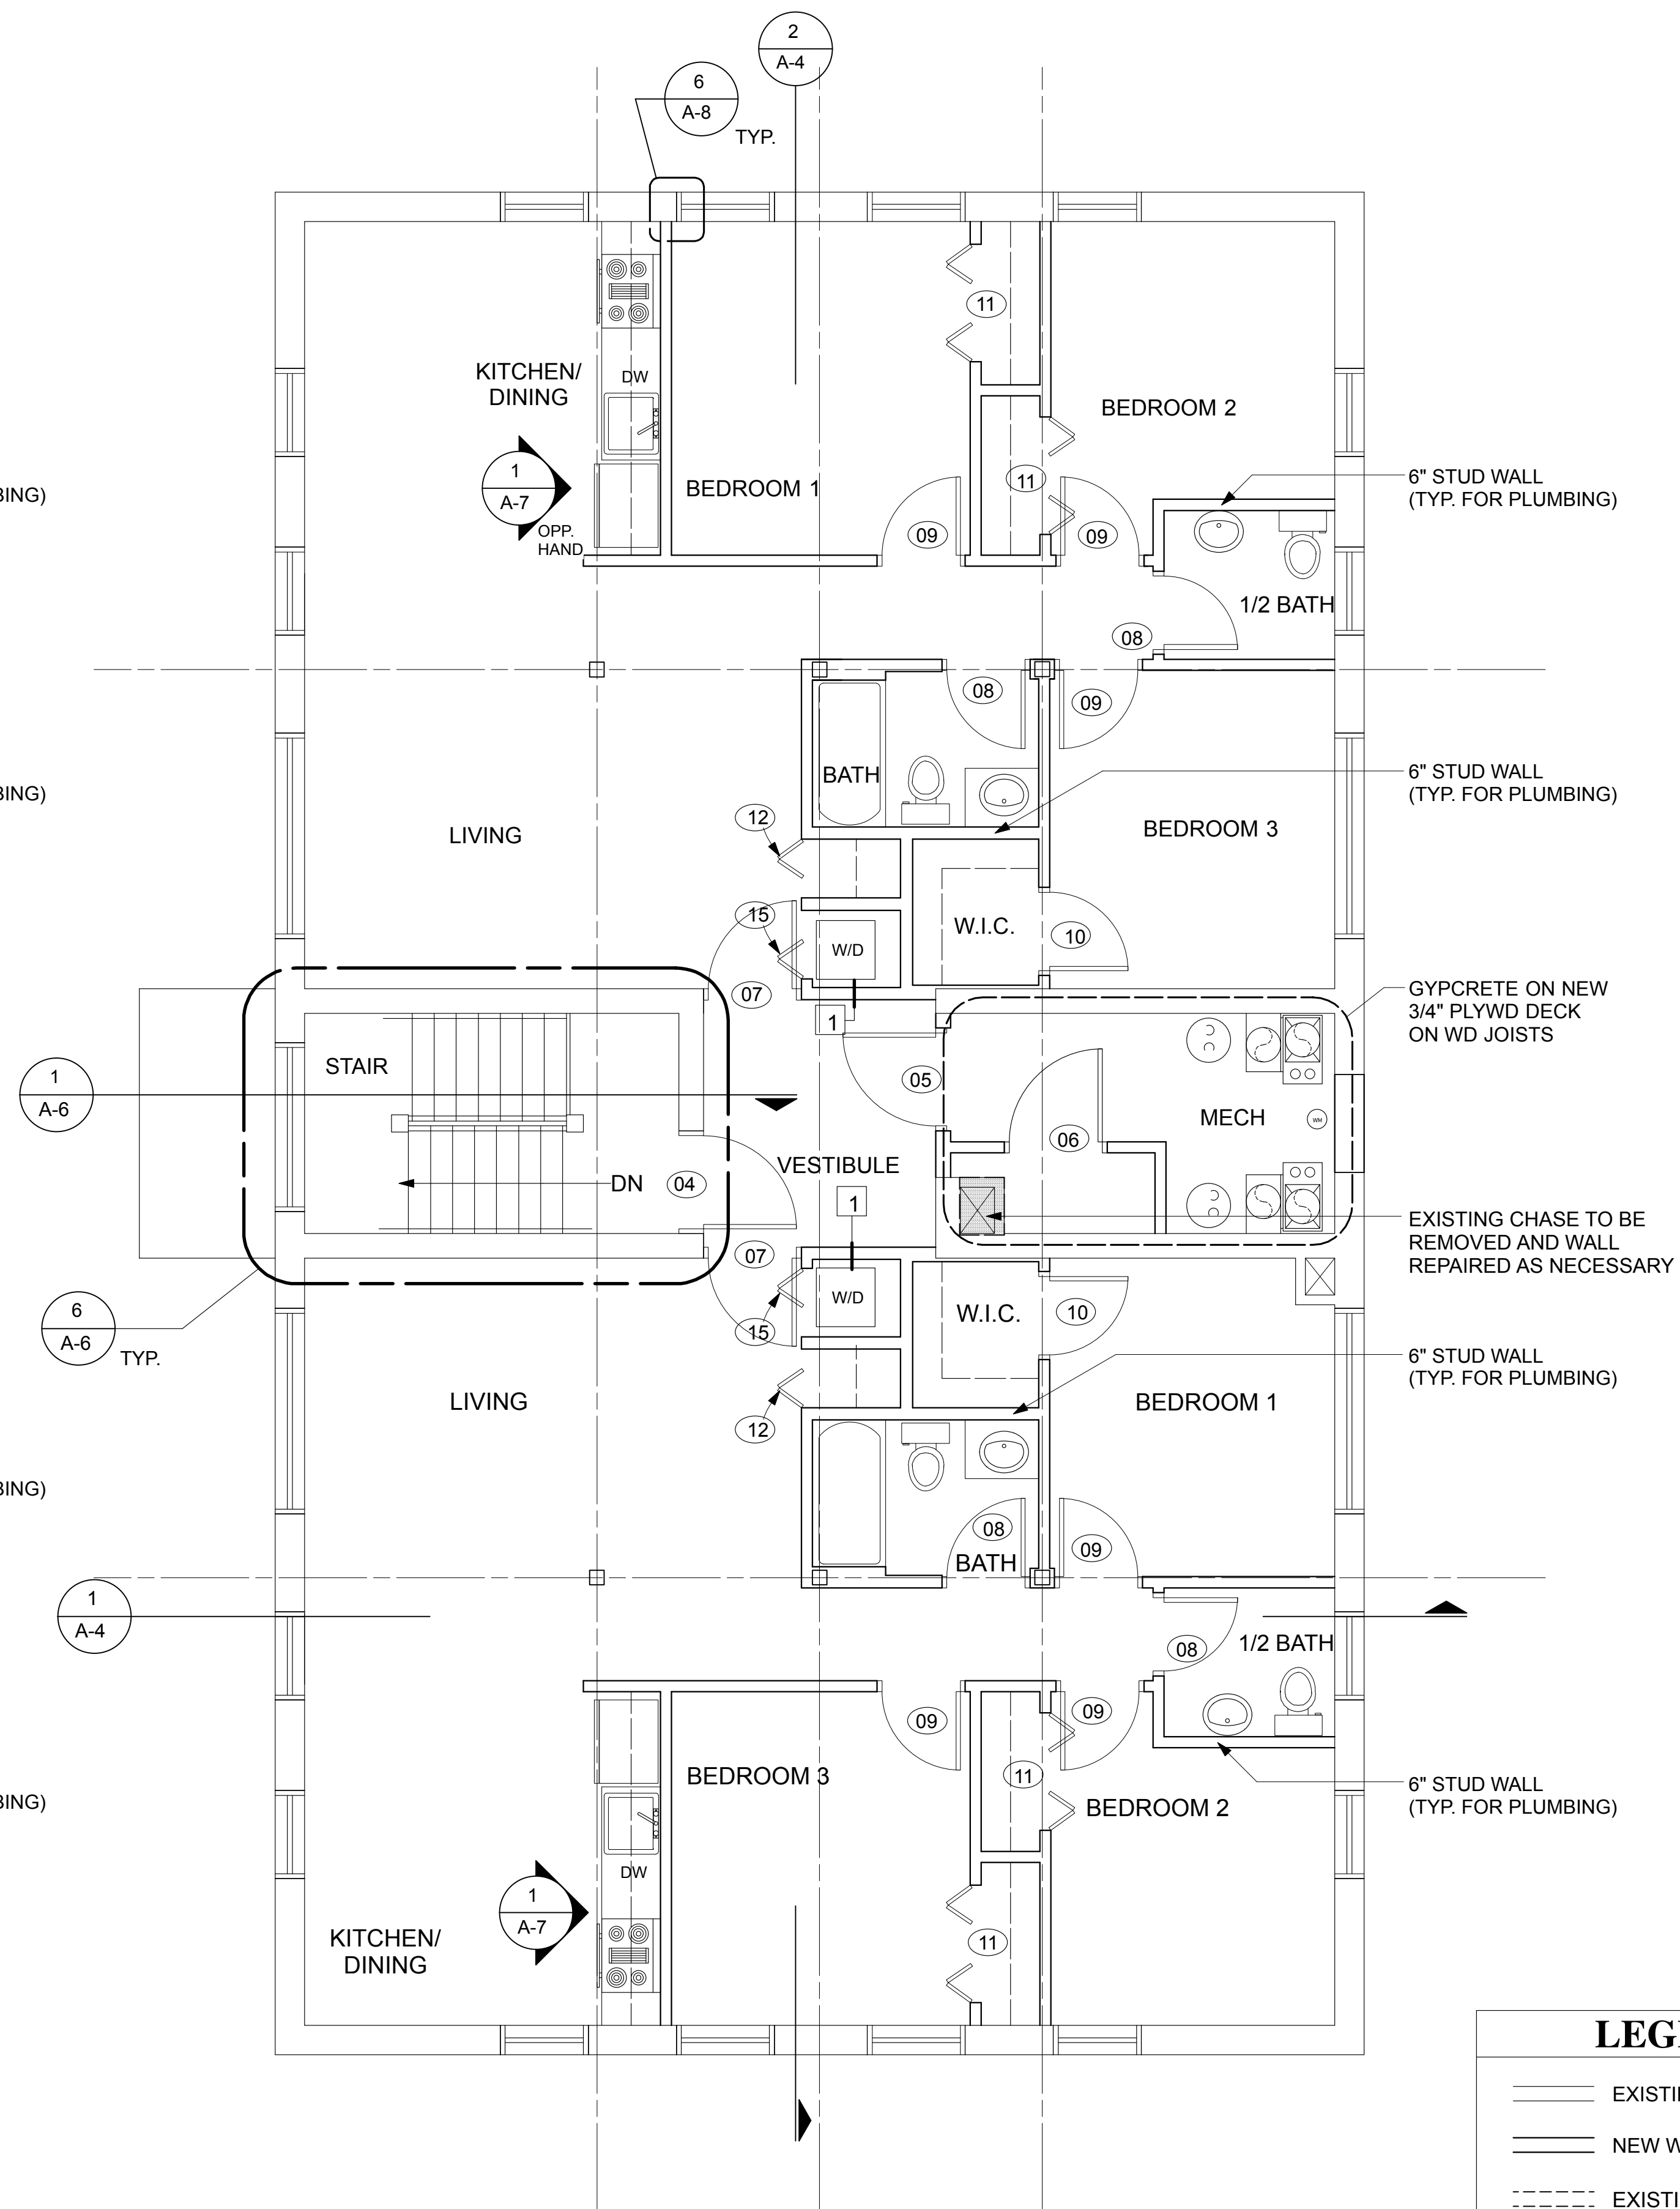 2
A-4
6
A-8
TYP.
KITCHEN/
DINING
DW
11
BEDROOM 2
1
A-7
OPP.
HAND
BEDROOM 1
11
09
09
6" STUD WALL
(TYP. FOR PLUMBING)
BING)
1/2 BATH
08
08
09
BATH
6" STUD WALL
(TYP. FOR PLUMBING)
BING)
12
LIVING
BEDROOM 3
15
W/D
W.I.C.
10
07
1
GYPCRETE ON NEW
3/4" PLYWD DECK
ON WD JOISTS
STAIR
1
A-6
05
MECH
WM
06
VESTIBULE
DN
04
1
EXISTING CHASE TO BE
REMOVED AND WALL
REPAIRED AS NECESSARY
07
W/D
W.I.C.
10
15
6
A-6
TYP.
6" STUD WALL
(TYP. FOR PLUMBING)
LIVING
12
BEDROOM 1
BING)
08
BATH
09
1
A-4
08
1/2 BATH
09
09
BEDROOM 3
11
BEDROOM 2
6" STUD WALL
(TYP. FOR PLUMBING)
BING)
DW
1
A-7
KITCHEN/
DINING
11
LEG
EXISTI
NEW W
EXISTI